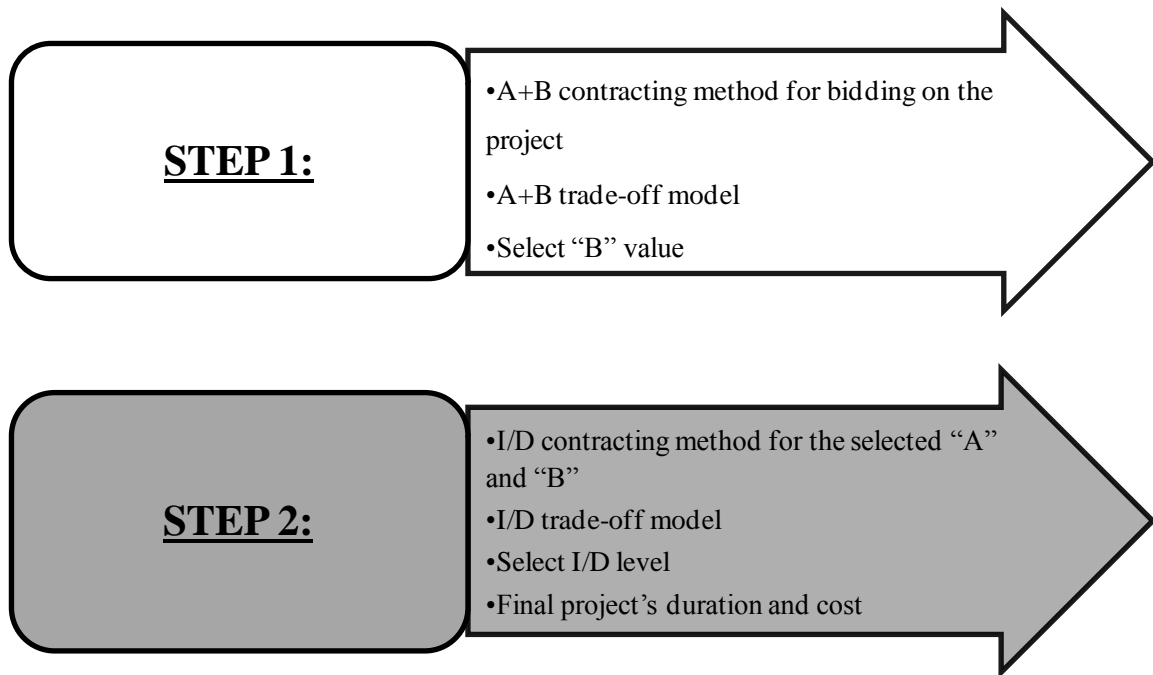 STEP 1:
•A+B contracting method for bidding on the
project
•A+B trade-off model
•Select “B” value
STEP 2:
•I/D contracting method for the selected “A”
and “B”
•I/D trade-off model
•Select I/D level
•Final project’s duration and cost